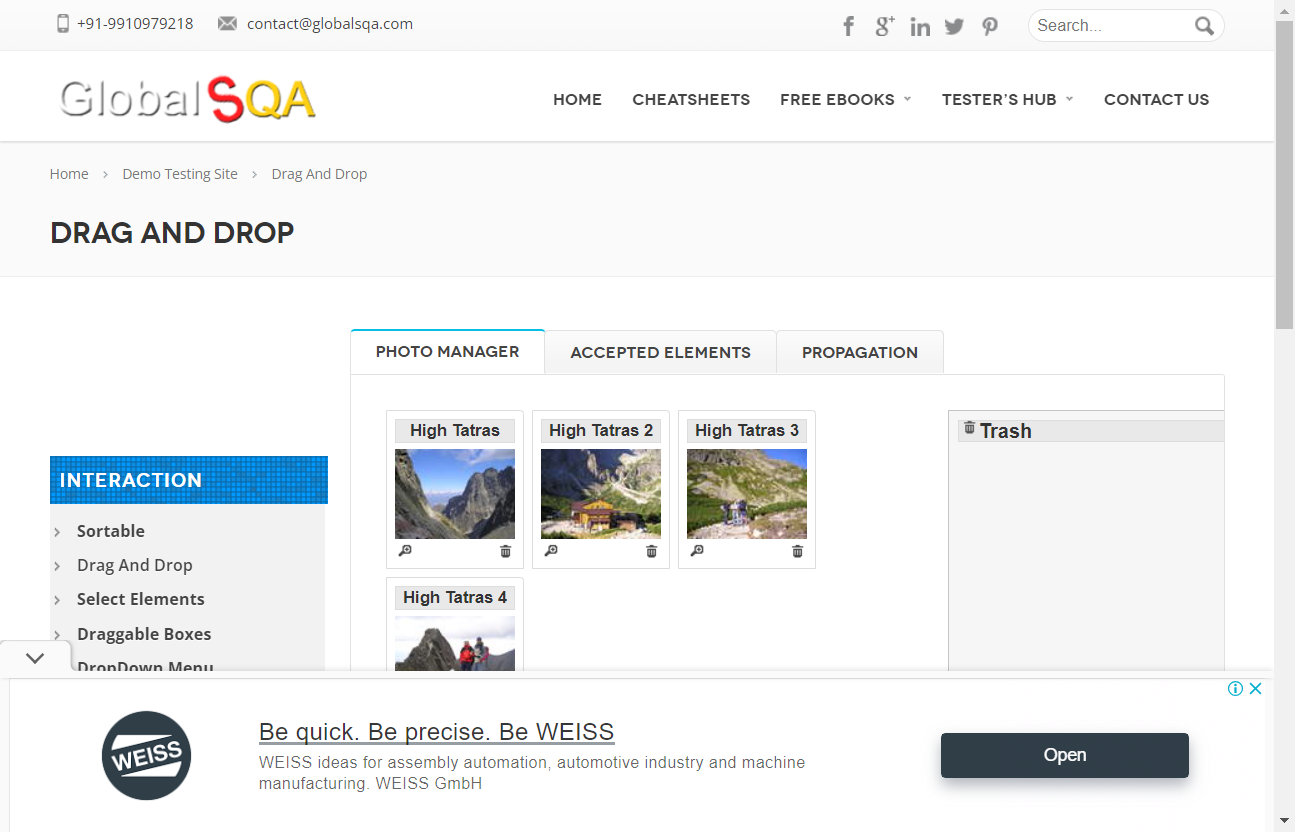 +91-9910979218 contact@globalsqa.com Search...
GlobalSQA
HOME CHEATSHEETS FREE EBOOKS TESTER'S HUB CONTACT US
Home > Demo Testing Site > Drag And Drop
DRAG AND DROP
PHOTO MANAGER ACCEPTED ELEMENTS PROPAGATION
High Tatras High Tatras 2 High Tatras 3 Trash
High Tatras 4
INTERACTION
Sortable
Drag And Drop
Select Elements
Draggable Boxes
DropDown Menu
WEISS
Be quick. Be precise. Be WEISS
WEISS ideas for assembly automation, automotive industry and machine
manufacturing. WEISS GmbH
Open